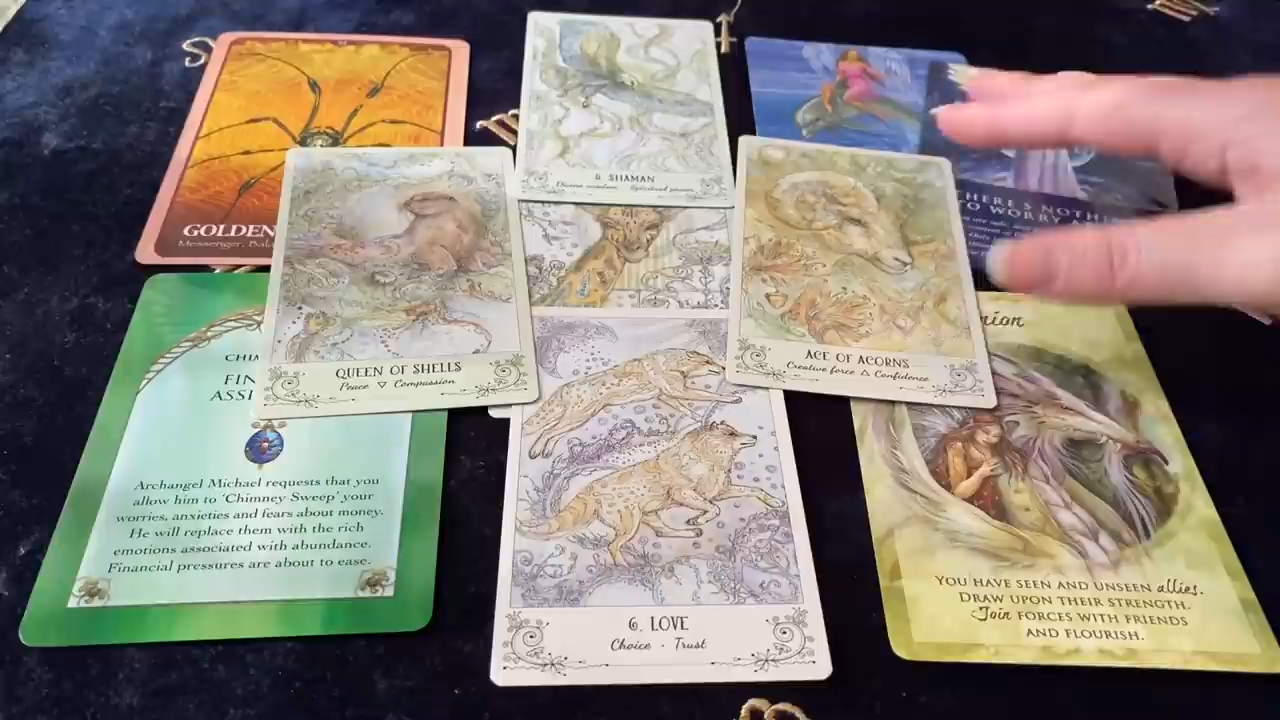 GOLDEN
Messenger, Bala
SHAMAN
Divine wisdom · Spiritual power
THERE'S NOTHI
TO WORRY A
QUEEN OF SHELLS
Peace ▽ Compassion
ACE OF ACORNS
Creative force △ Confidence
nion
CHI
FIN
ASSI
Archangel Michael requests that you
allow him to 'Chimney Sweep' your
worries, anxieties and fears about money.
He will replace them with the rich
emotions associated with abundance.
Financial pressures are about to ease.
6. LOVE
Choice · Trust
YOU HAVE SEEN AND UNSEEN allies.
DRAW UPON THEIR STRENGTH.
Join FORCES WITH FRIENDS
AND FLOURISH.